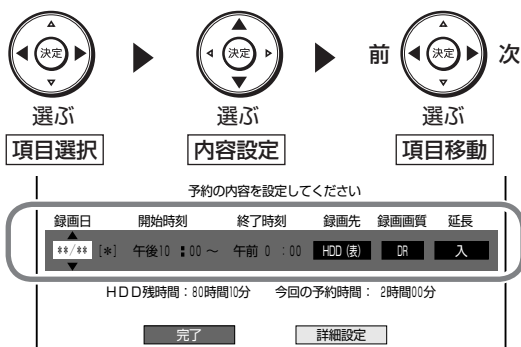 決定 決定 前 決定 次
選ぶ 選ぶ 選ぶ
項目選択 内容設定 項目移動
予約の内容を設定してください
録画日 開始時刻 終了時刻 録画先 録画画質 延長
**/** [*] 午後10:00～ 午前 0:00 HDD(表) DR 入
HDD残時間：80時間10分 今回の予約時間： 2時間00分
完了 詳細設定